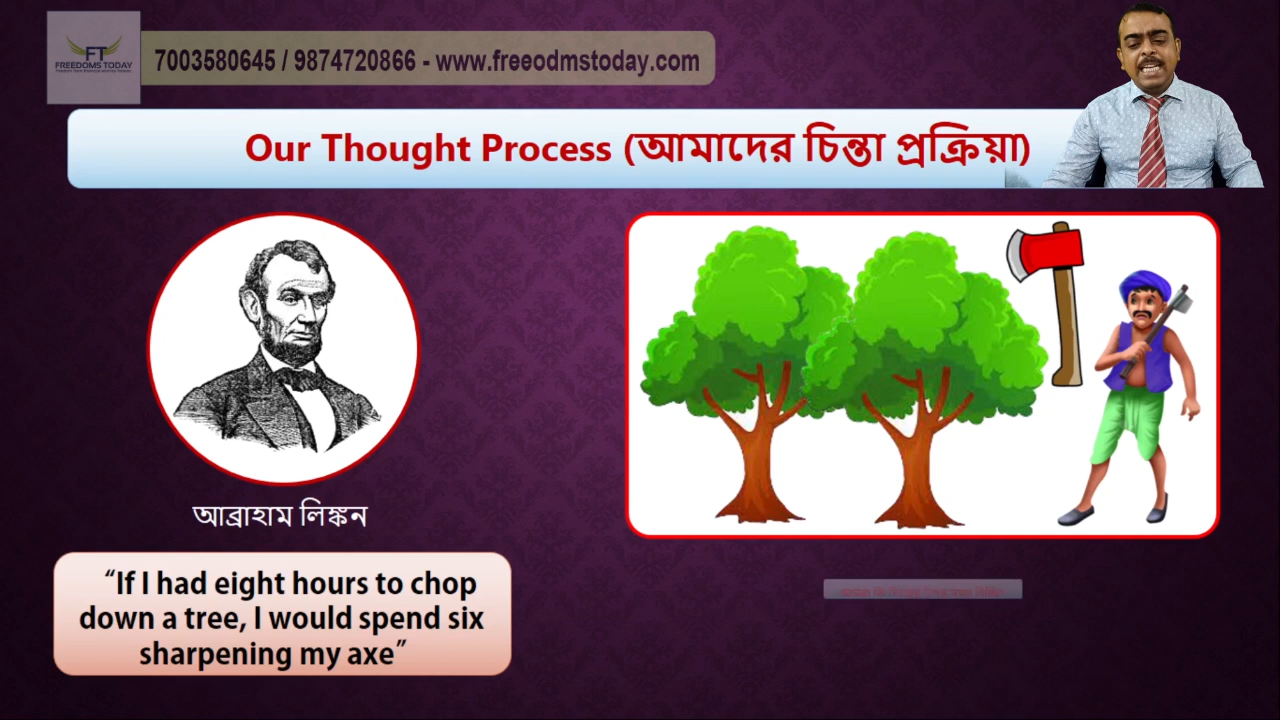 FT
FREEDOMS TODAY
7003580645 / 9874720866 - www.freeodmstoday.com
Our Thought Process (আমাদের চিন্তা প্রক্রিয়া)
আব্রাহাম লিঙ্কন
“If I had eight hours to chop
down a tree, I would spend six
sharpening my axe”